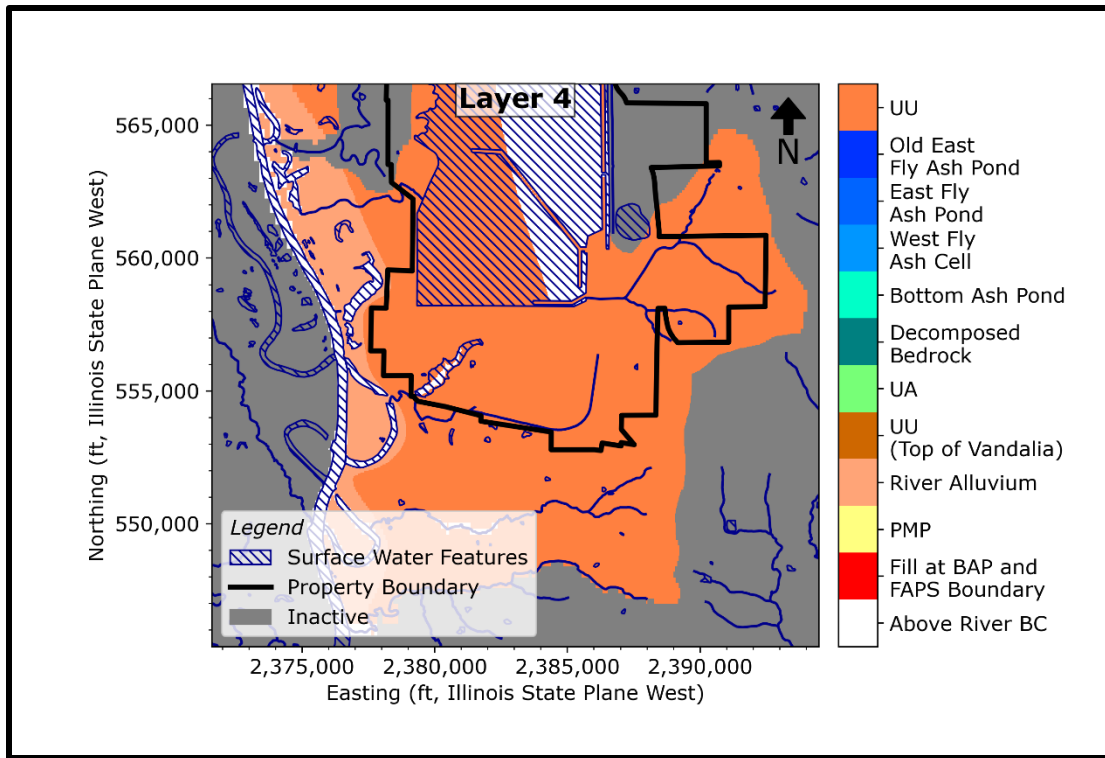 Layer 4
N
565,000
560,000
555,000
550,000
Northing (ft, Illinois State Plane West)
2,375,000
2,380,000
2,385,000
2,390,000
Easting (ft, Illinois State Plane West)
Legend
Surface Water Features
Property Boundary
Inactive
UU
Old East
Fly Ash Pond
East Fly
Ash Pond
West Fly
Ash Cell
Bottom Ash Pond
Decomposed
Bedrock
UA
UU
(Top of Vandalia)
River Alluvium
PMP
Fill at BAP and
FAPS Boundary
Above River BC